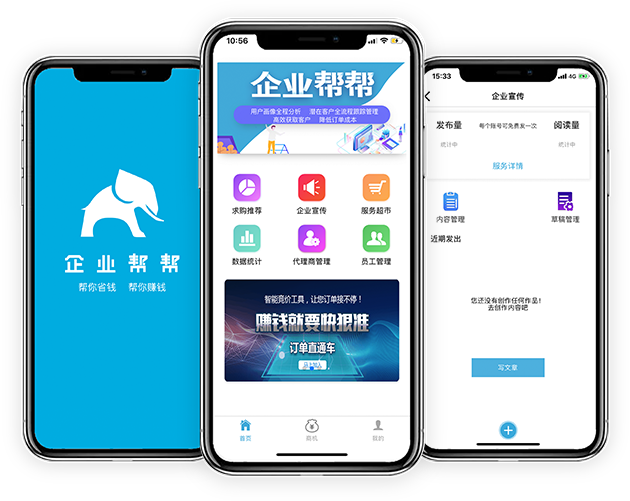 企业帮帮
帮你省钱 帮你赚钱
10:56
企业帮帮
用户画像全程分析 潜在客户全流程跟踪管理
高效获取客户 降低订单成本
求购推荐 企业宣传 服务超市
数据统计 代理商管理 员工管理
智能竞价工具，让您订单接不停！
赚钱就要快狠准
订单直通车
首页 商机 我的
15:33 4G
企业宣传
发布量 每个账号可免费发一次 阅读量
统计中 统计中
服务详情
内容管理 草稿管理
近期发出
您还没有创作任何作品！
去创作内容吧
写文章